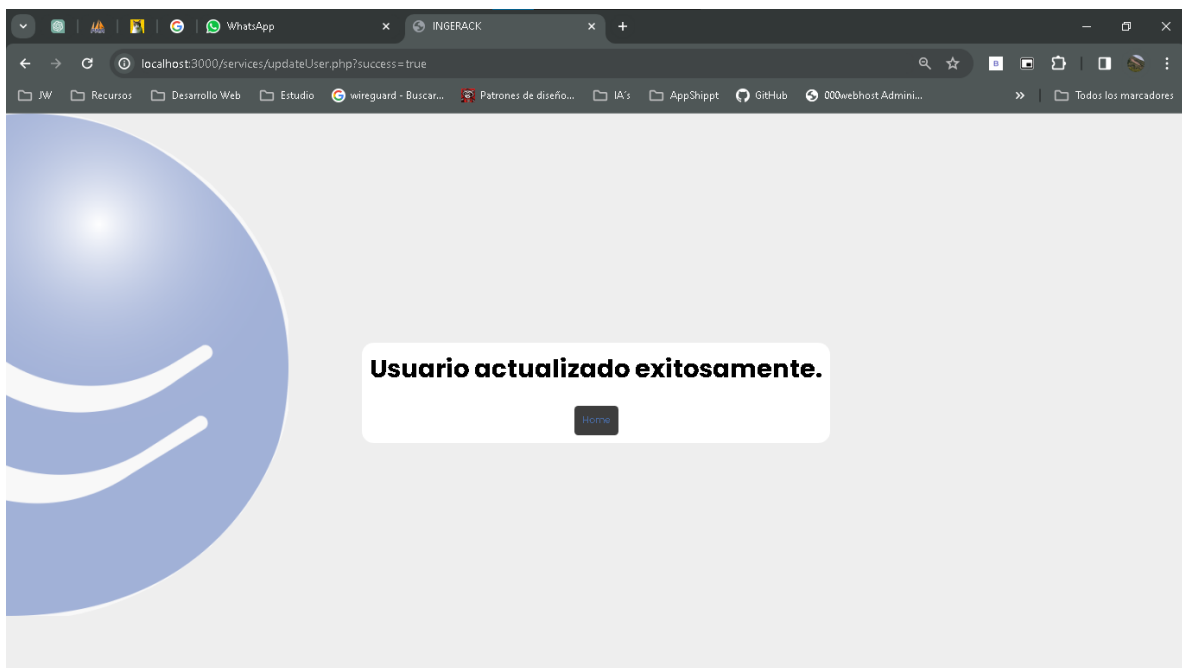 WhatsApp
INGERACK
localhost:3000/services/updateUser.php?success=true
JW
Recursos
Desarrollo Web
Estudio
wireguard - Buscar...
Patrones de diseño...
IA's
AppShippt
GitHub
000webhost Admini...
Todos los marcadores
Usuario actualizado exitosamente.
Home